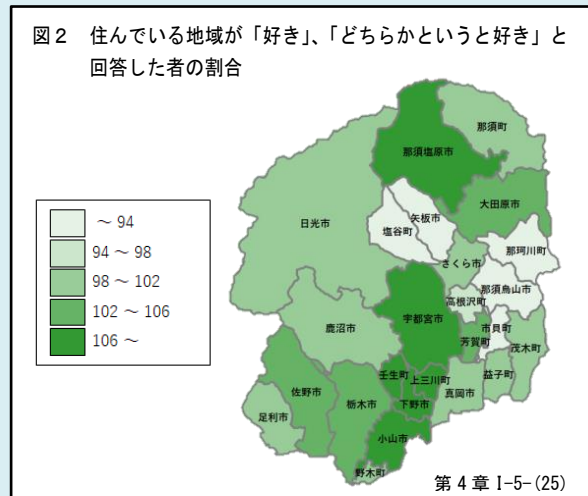 図2 住んでいる地域が「好き」、「どちらかというと好き」と
回答した者の割合
～ 94
94 ～ 98
98 ～ 102
102 ～ 106
106 ～
那須町
那須塩原市
大田原市
日光市
矢板市
塩谷町
那珂川町
さくら市
那須烏山市
高根沢町
宇都宮市
市貝町
芳賀町
茂木町
鹿沼市
壬生町
上三川町
益子町
真岡市
下野市
佐野市
栃木市
足利市
小山市
野木町
第4章 I-5-(25)